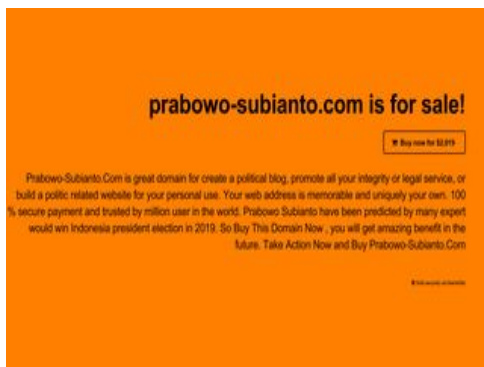 prabowo-subianto.com is for sale!
Buy now for $2,019
Prabowo-Subianto.Com is great domain for create a political blog, promote all your integrity or legal service, or
build a politic related website for your personal use. Your web address is memorable and uniquely your own. 100
% secure payment and trusted by million user in the world. Prabowo Subianto have been predicted by many expert
would win Indonesia president election in 2019. So Buy This Domain Now , you will get amazing benefit in the
future. Take Action Now and Buy Prabowo-Subianto.Com